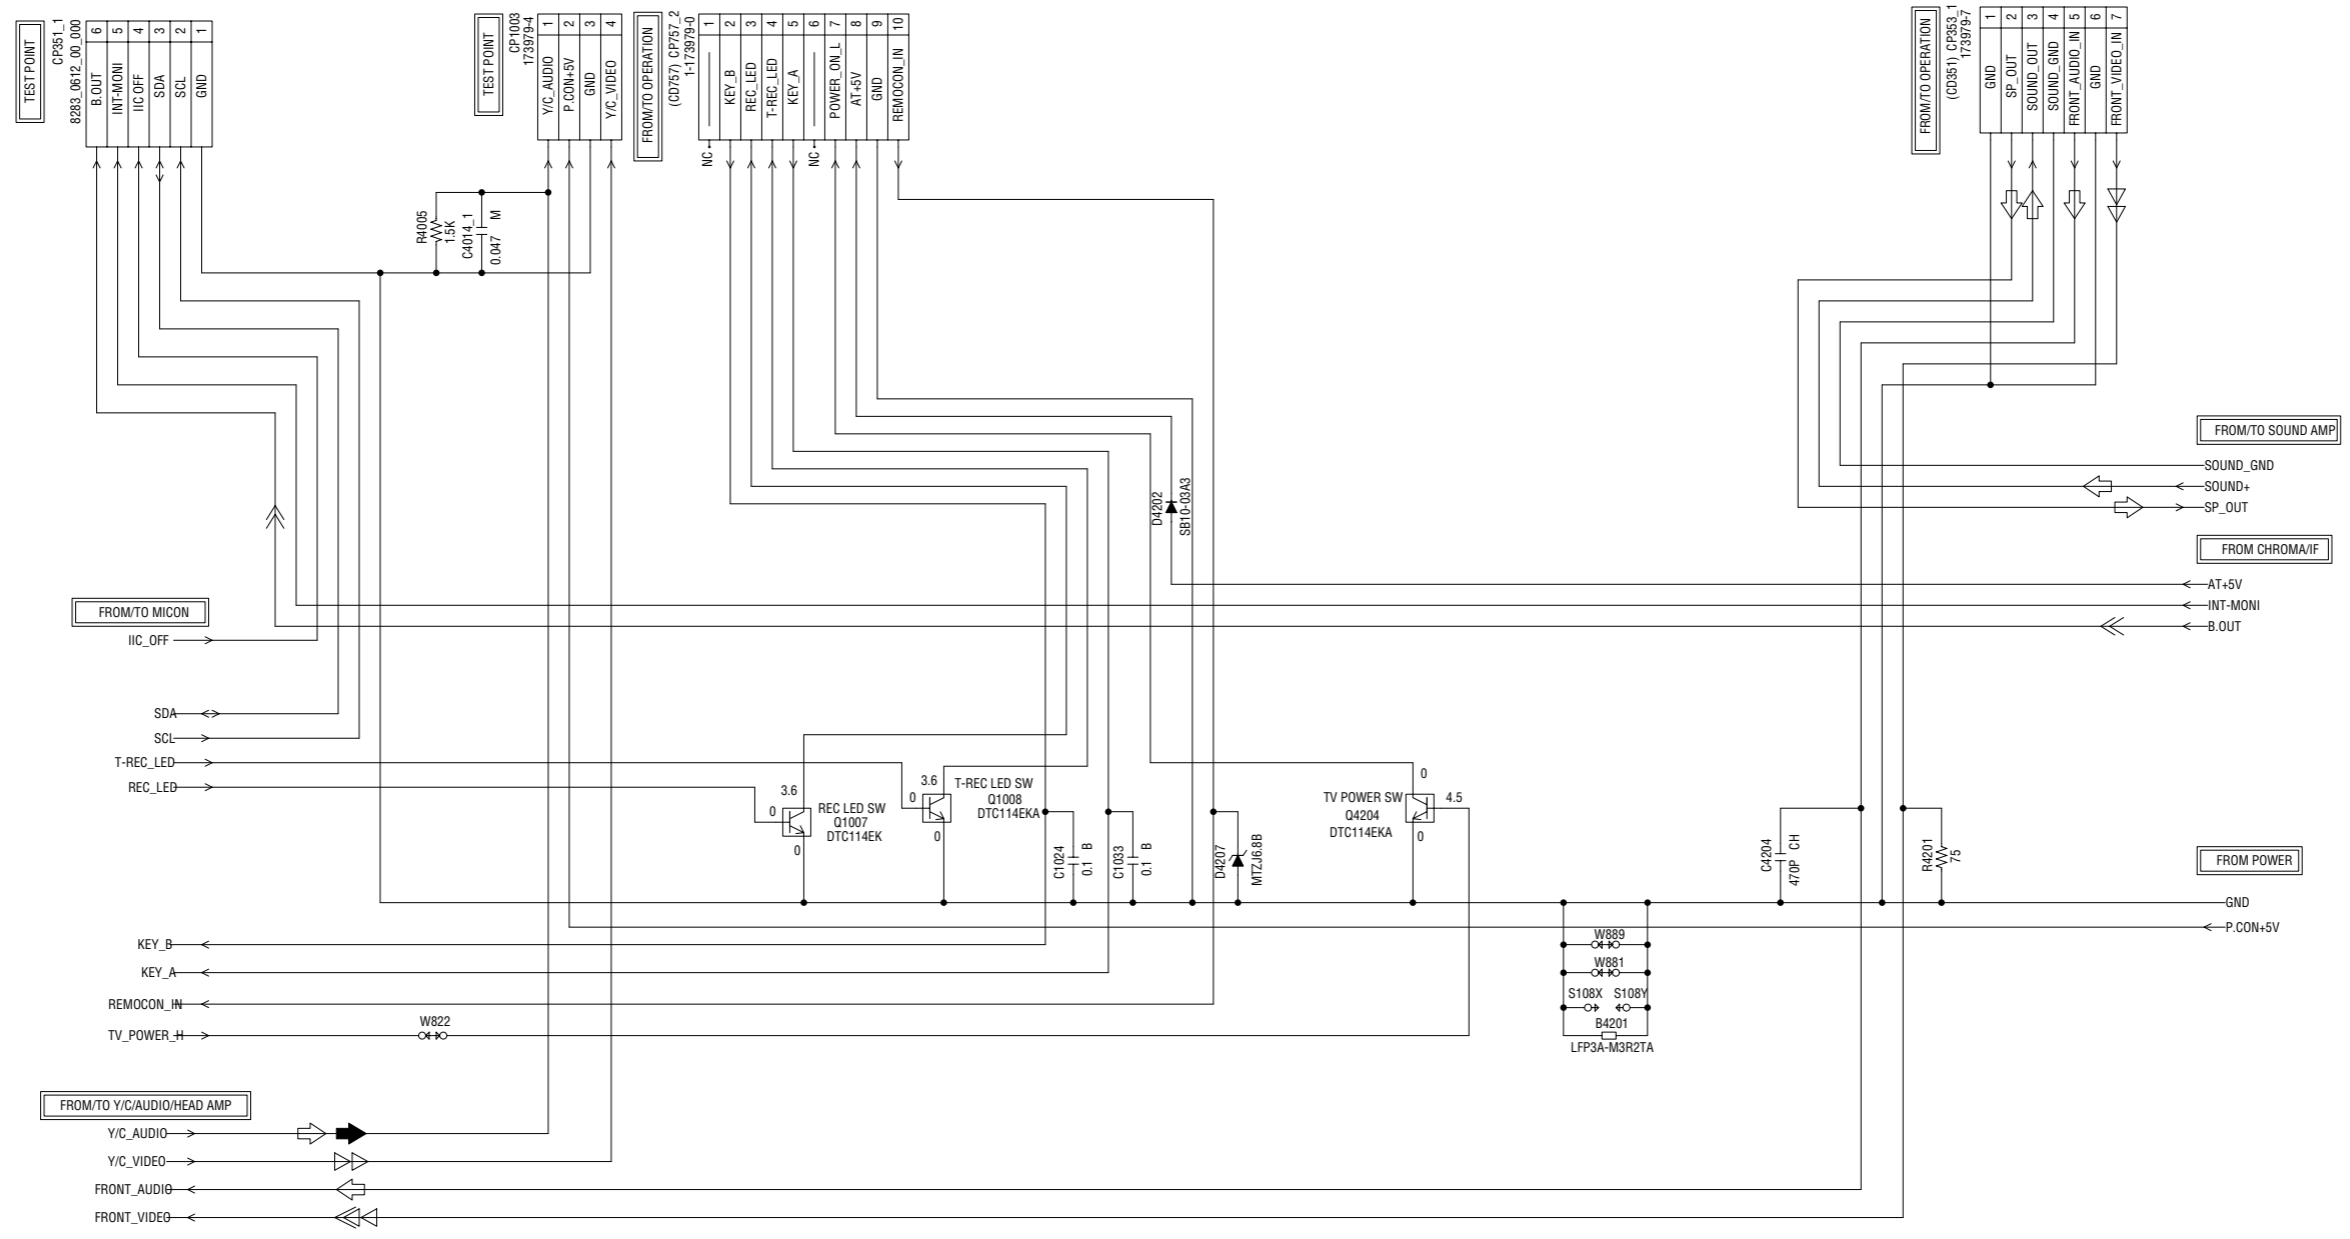 TEST POINT
CP351_1
8283_0612_00_000
6 B.OUT
5 INT-MONI
4 IIC OFF
3 SDA
2 SCL
1 GND
TEST POINT
CP1003
173979-4
1 Y/C_AUDIO
2 P.CON+5V
3 GND
4 Y/C_VIDEO
FROM/TO OPERATION
(CD757) CP757_2
1-173979-0
1
2 KEY_B
3 REC_LED
4 T-REC_LED
5 KEY_A
6
7 POWER_ON_L
8 AT+5V
9 GND
10 REMOCON_IN
NC
NC
FROM/TO OPERATION
(CD351) CP353_1
173979-7
1 GND
2 SP_OUT
3 SOUND_OUT
4 SOUND_GND
5 FRONT_AUDIO_IN
6 GND
7 FRONT_VIDEO_IN
R4005
1.5K
C4014_1
0.047 M
D4202
SB10-03A3
FROM/TO SOUND AMP
SOUND_GND
SOUND+
SP_OUT
FROM CHROMA/IF
AT+5V
INT-MONI
B.OUT
FROM/TO MICON
IIC_OFF
SDA
SCL
T-REC_LED
REC_LED
3.6
0
0
REC LED SW
Q1007
DTC114EK
3.6
0
0
T-REC LED SW
Q1008
DTC114EKA
C1024
0.1 B
C1033
0.1 B
D4207
MTZJ6.8B
TV POWER SW
Q4204
DTC114EKA
0
4.5
0
C4204
470P CH
R4201
75
FROM POWER
GND
P.CON+5V
KEY_B
KEY_A
REMOCON_IN
TV_POWER_H
W822
W889
W881
S108X S108Y
B4201
LFP3A-M3R2TA
FROM/TO Y/C/AUDIO/HEAD AMP
Y/C_AUDIO
Y/C_VIDEO
FRONT_AUDIO
FRONT_VIDEO